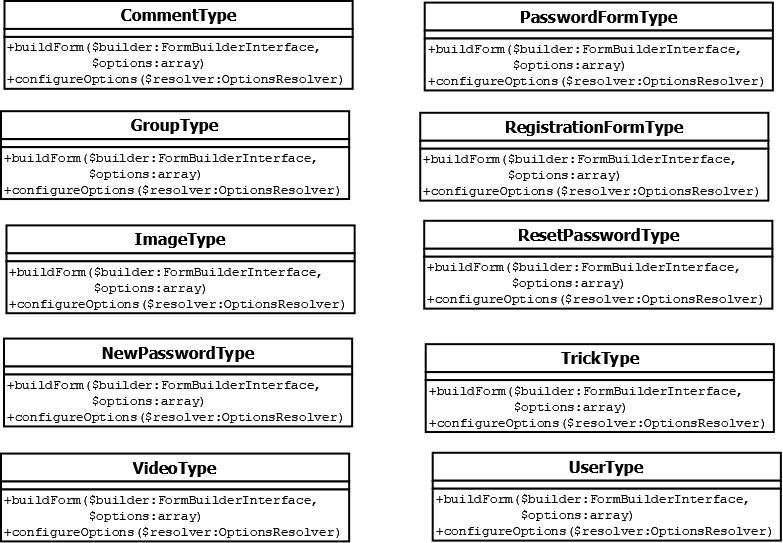 CommentType
+buildForm($builder:FormBuilderInterface,
$options:array)
+configureOptions($resolver:OptionsResolver)
PasswordFormType
+buildForm($builder:FormBuilderInterface,
$options:array)
+configureOptions($resolver:OptionsResolver)
GroupType
+buildForm($builder:FormBuilderInterface,
$options:array)
+configureOptions($resolver:OptionsResolver)
RegistrationFormType
+buildForm($builder:FormBuilderInterface,
$options:array)
+configureOptions($resolver:OptionsResolver)
ImageType
+buildForm($builder:FormBuilderInterface,
$options:array)
+configureOptions($resolver:OptionsResolver)
ResetPasswordType
+buildForm($builder:FormBuilderInterface,
$options:array)
+configureOptions($resolver:OptionsResolver)
NewPasswordType
+buildForm($builder:FormBuilderInterface,
$options:array)
+configureOptions($resolver:OptionsResolver)
TrickType
+buildForm($builder:FormBuilderInterface,
$options:array)
+configureOptions($resolver:OptionsResolver)
VideoType
+buildForm($builder:FormBuilderInterface,
$options:array)
+configureOptions($resolver:OptionsResolver)
UserType
+buildForm($builder:FormBuilderInterface,
$options:array)
+configureOptions($resolver:OptionsResolver)